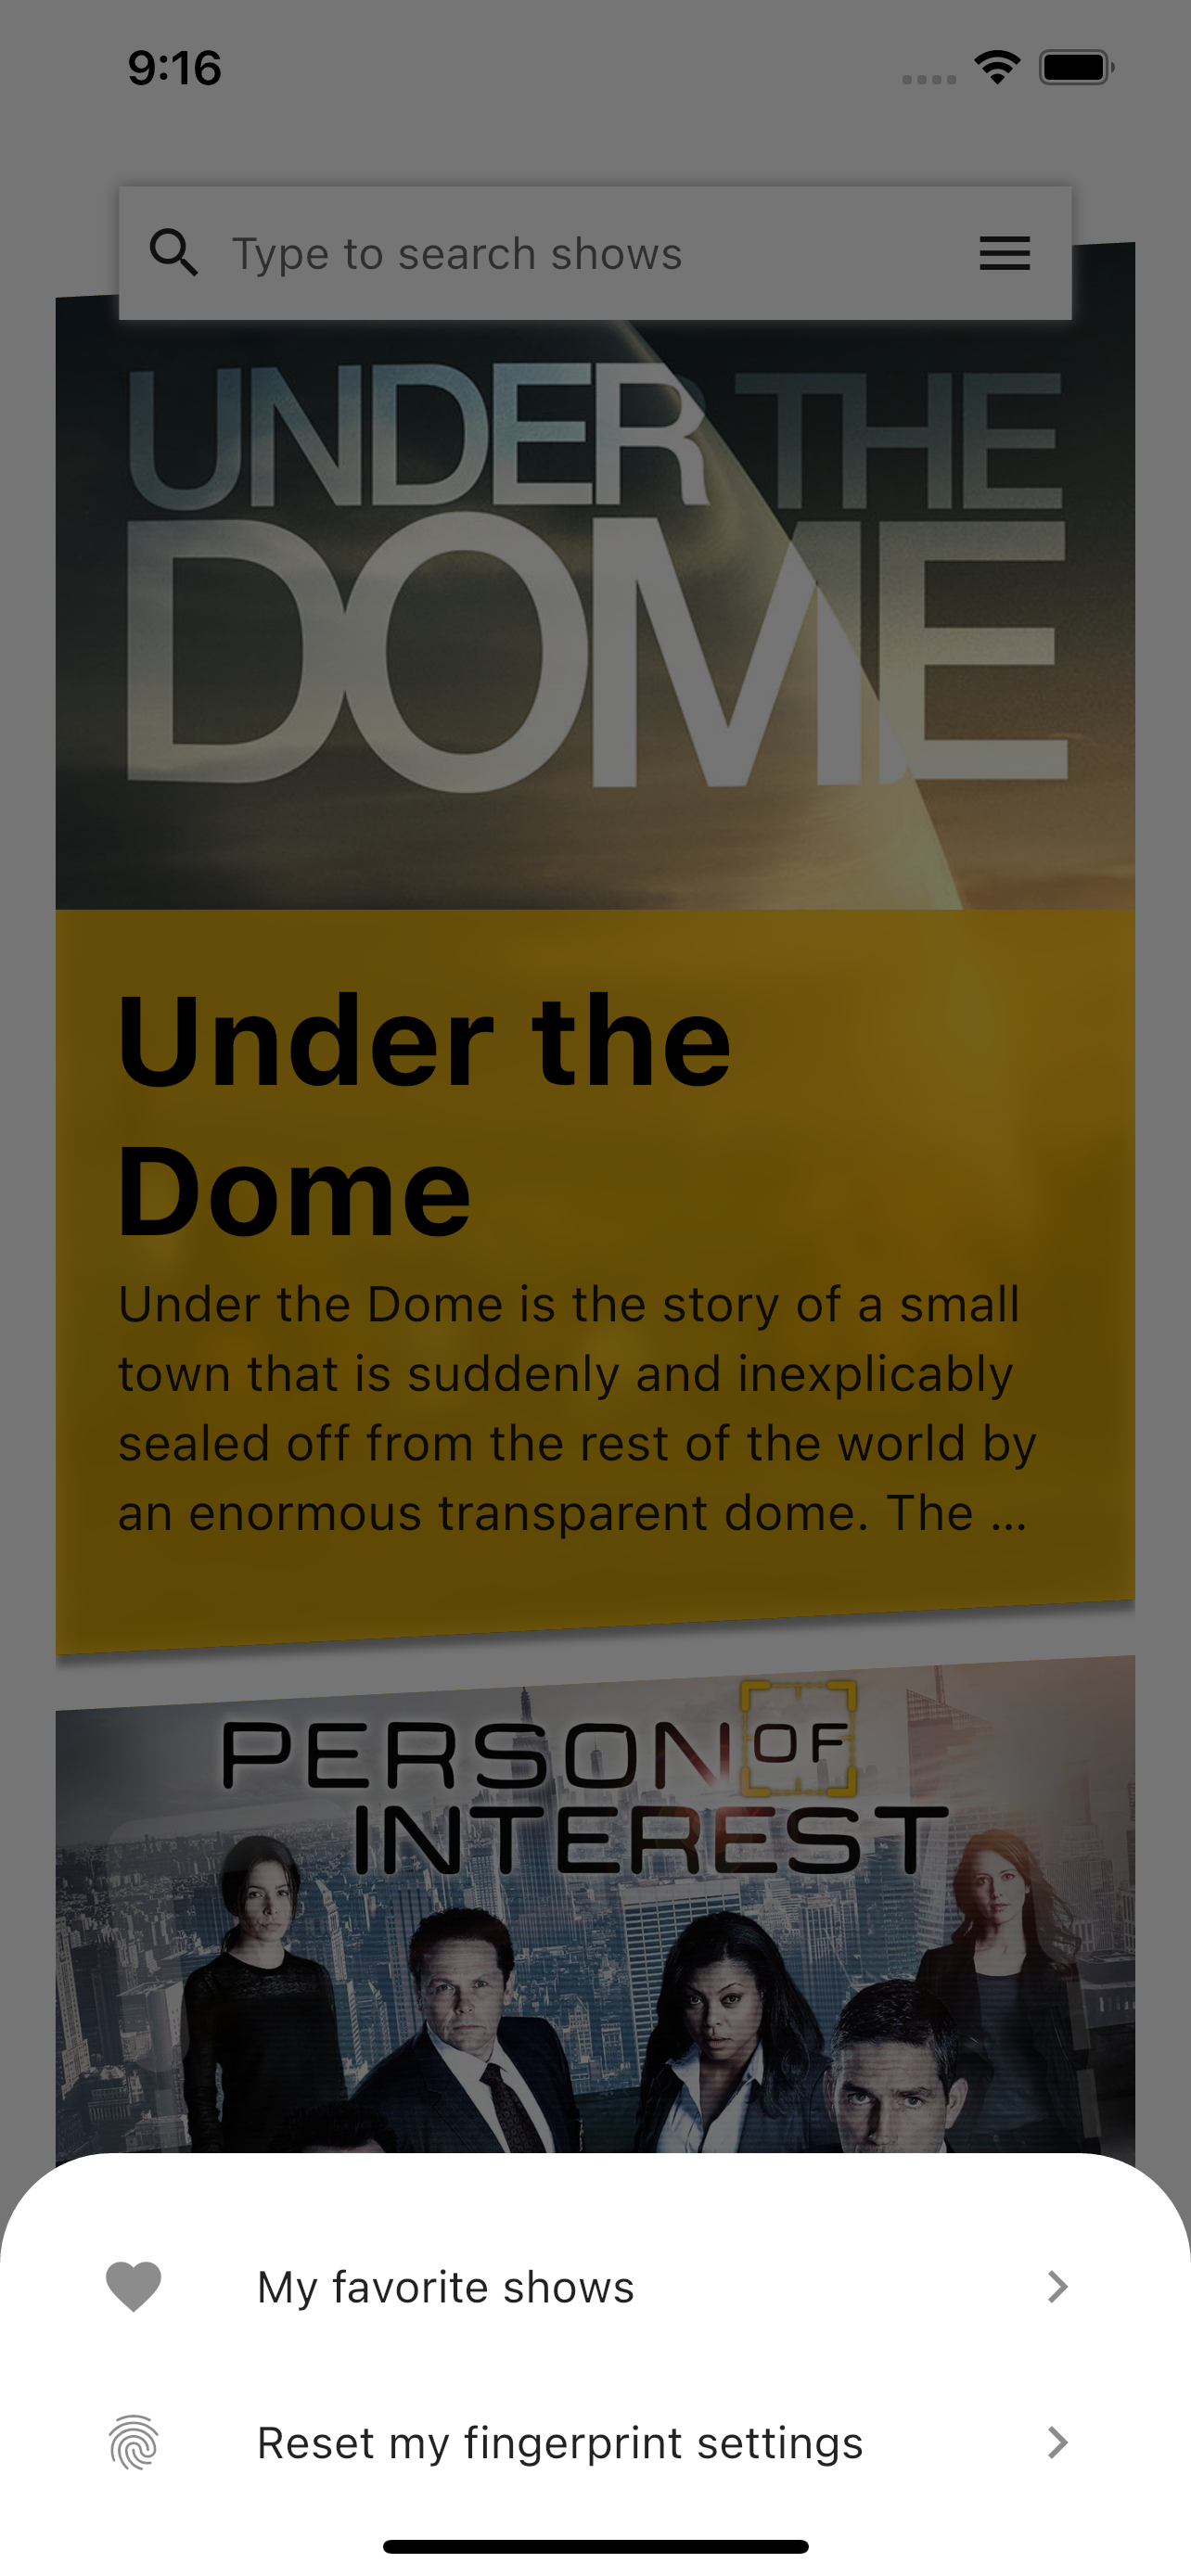 9:16
Type to search shows
UNDER THE
DOME
Under the
Dome
Under the Dome is the story of a small
town that is suddenly and inexplicably
sealed off from the rest of the world by
an enormous transparent dome. The ...
PERSON OF
INTEREST
My favorite shows
Reset my fingerprint settings